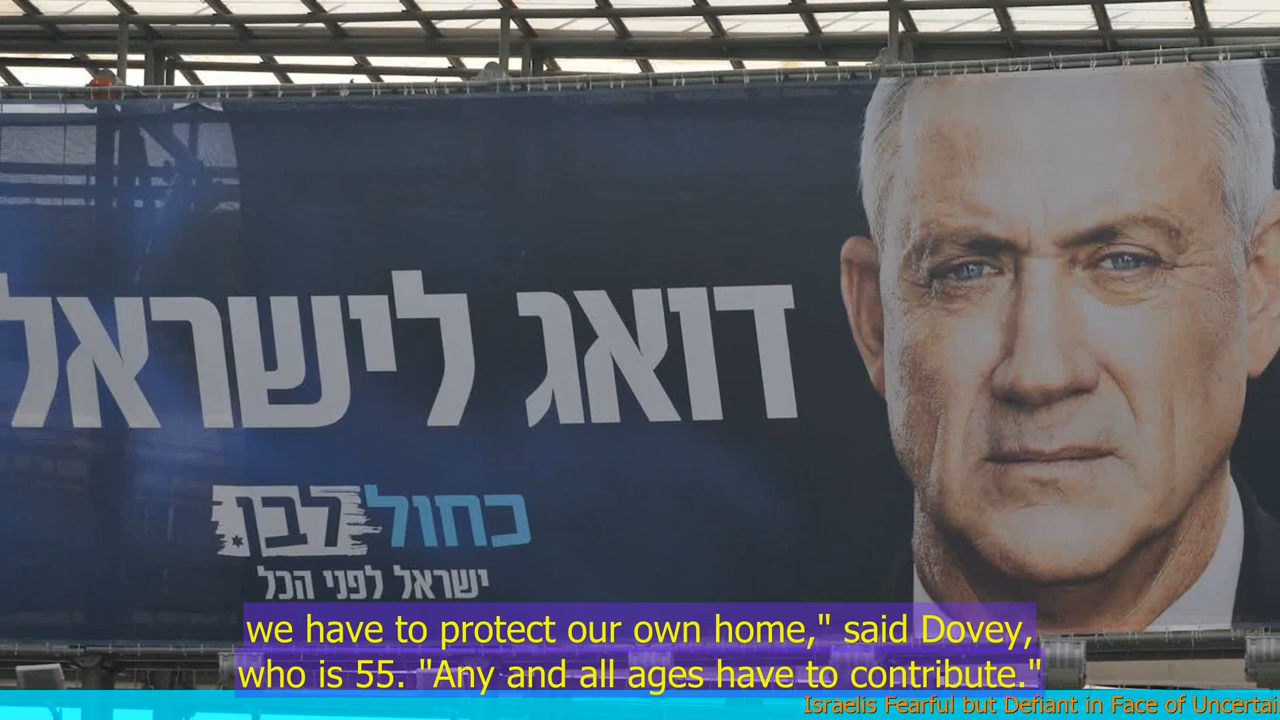 דואג לישראל
כחול לבן
ישראל לפני הכל
we have to protect our own home," said Dovey,
who is 55. "Any and all ages have to contribute."
Israelis Fearful but Defiant in Face of Uncertai